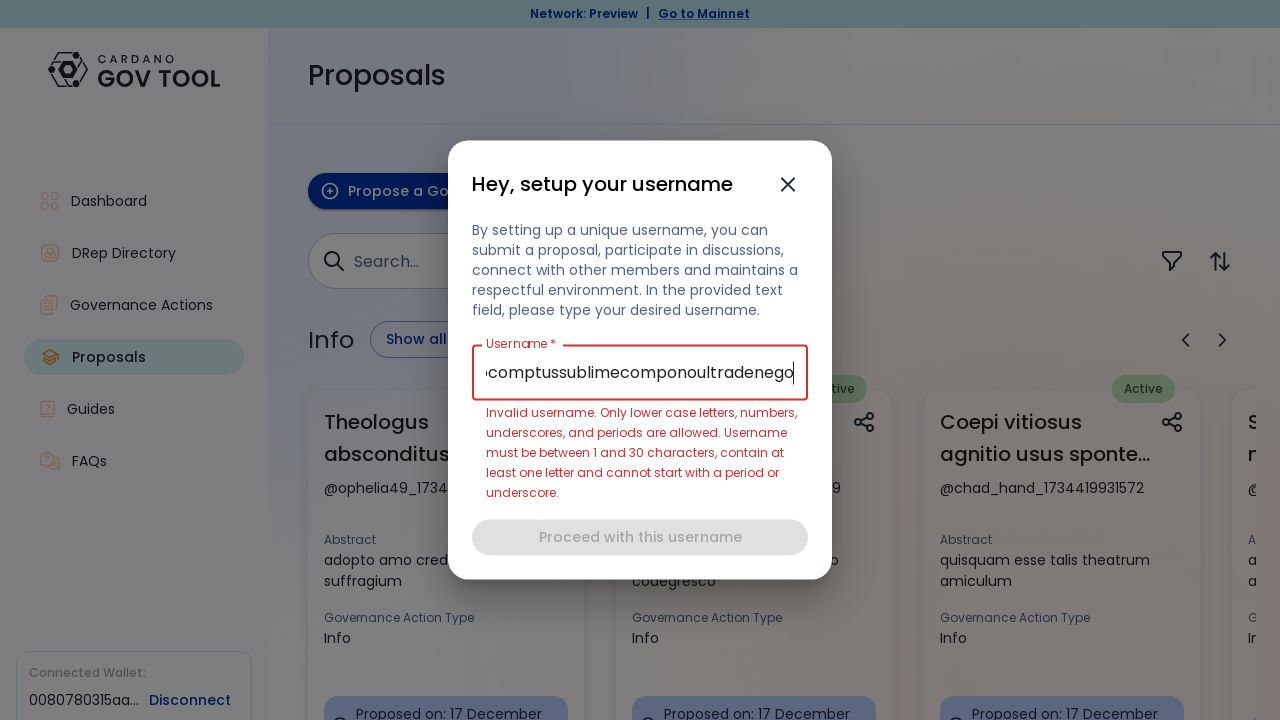 Network: Preview | Go to Mainnet
CARDANO
GOV TOOL
Dashboard
DRep Directory
Governance Actions
Proposals
Guides
FAQs
Connected Wallet:
0080780315aa... Disconnect
Proposals
Propose a Go
Search...
Info
Show all
Hey, setup your username
By setting up a unique username, you can
submit a proposal, participate in discussions,
connect with other members and maintains a
respectful environment. In the provided text
field, please type your desired username.
Username *
comptussublimecomponoultradenego
Invalid username. Only lower case letters, numbers,
underscores, and periods are allowed. Username
must be between 1 and 30 characters, contain at
least one letter and cannot start with a period or
underscore.
Proceed with this username
Theologus
absconditus
@ophelia49_1734
Abstract
adopto amo cred
suffragium
Governance Action Type
Info
Proposed on: 17 December
codegresco
Governance Action Type
Info
Proposed on: 17 December
Active
Coepi vitiosus
agnitio usus sponte...
@chad_hand_1734419931572
Abstract
quisquam esse talis theatrum
amiculum
Governance Action Type
Info
Proposed on: 17 December